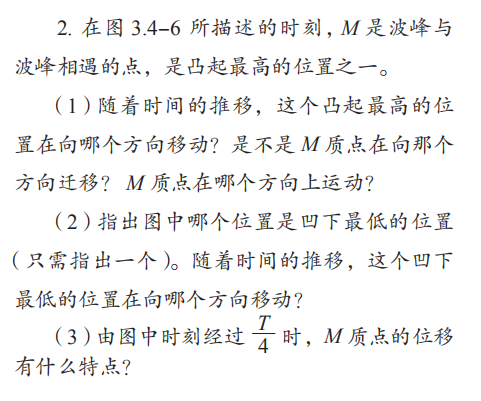 2. 在图 3.4-6 所描述的时刻，M 是波峰与
波峰相遇的点，是凸起最高的位置之一。
（1）随着时间的推移，这个凸起最高的位
置在向哪个方向移动？是不是 M 质点在向那个
方向迁移？M 质点在哪个方向上运动？
（2）指出图中哪个位置是凹下最低的位置
（只需指出一个）。随着时间的推移，这个凹下
最低的位置在向哪个方向移动？
（3）由图中时刻经过 T/4 时，M 质点的位移
有什么特点？